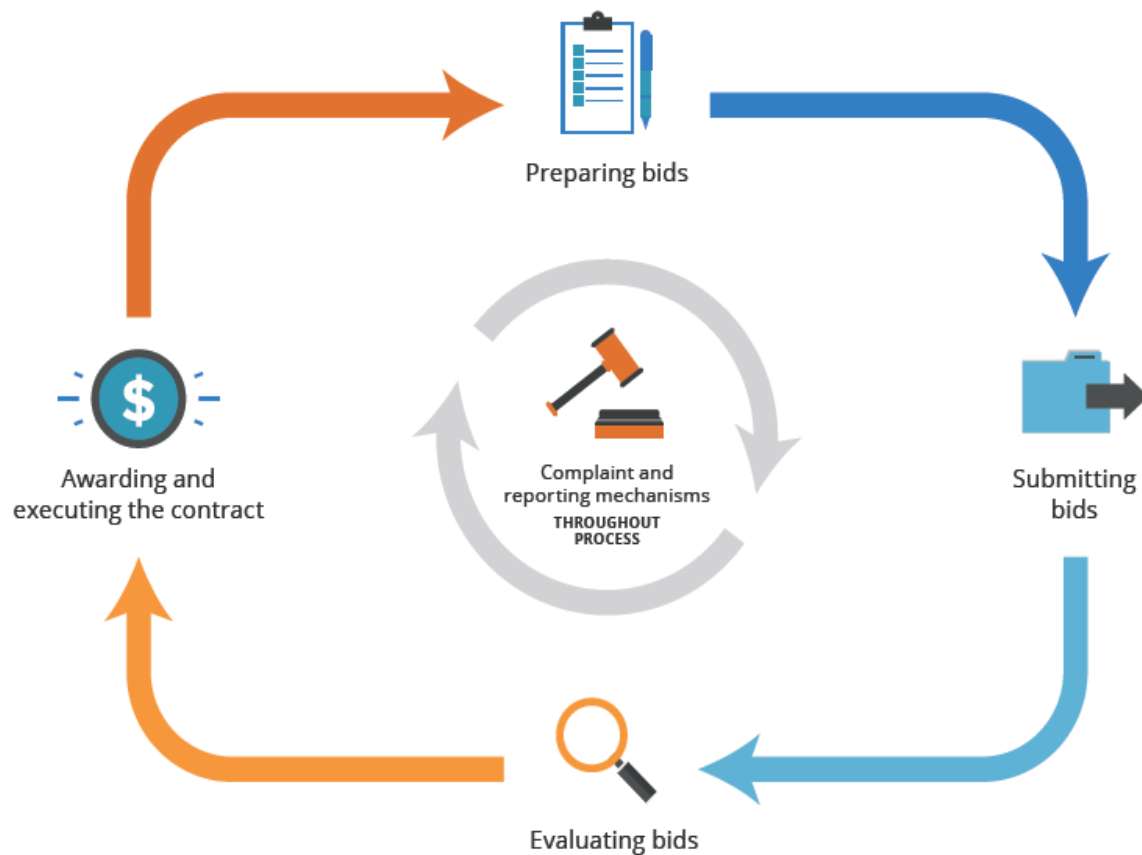 Preparing bids
$
Awarding and
executing the contract
Complaint and
reporting mechanisms
THROUGHOUT
PROCESS
Submitting
bids
Evaluating bids